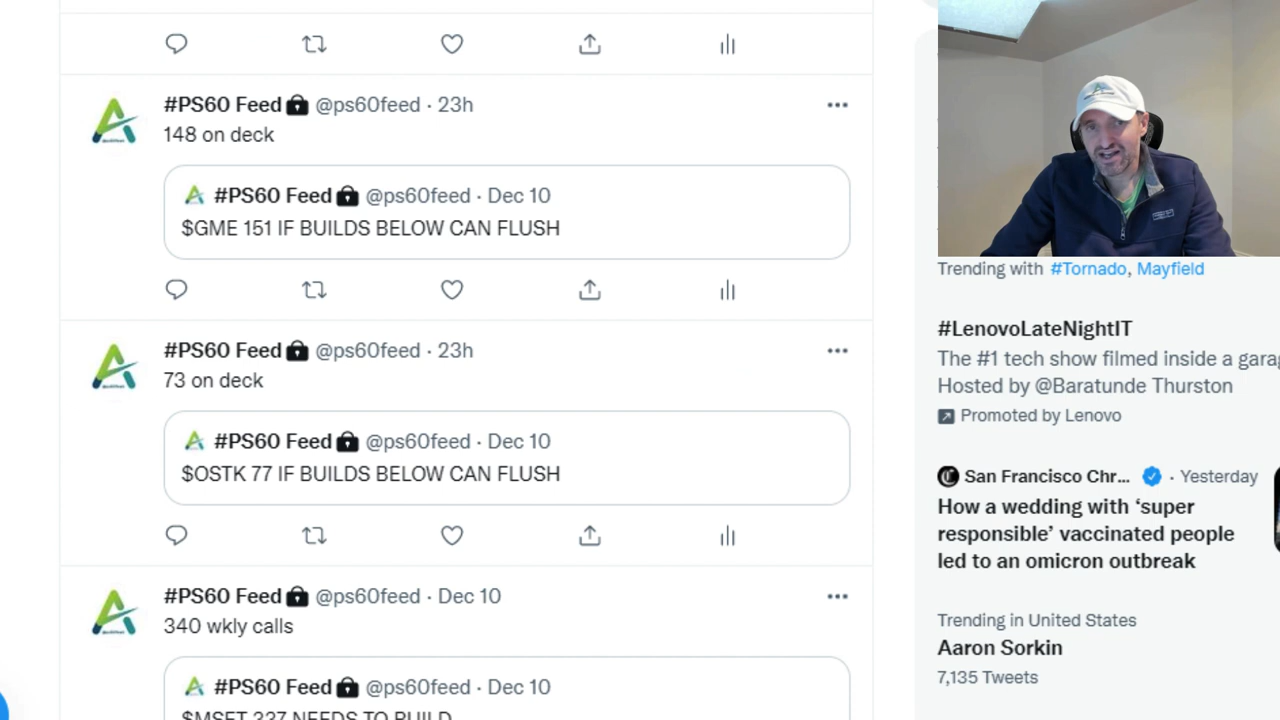 #PS60 Feed @ps60feed · 23h
148 on deck
#PS60 Feed @ps60feed · Dec 10
$GME 151 IF BUILDS BELOW CAN FLUSH
#PS60 Feed @ps60feed · 23h
73 on deck
#PS60 Feed @ps60feed · Dec 10
$OSTK 77 IF BUILDS BELOW CAN FLUSH
#PS60 Feed @ps60feed · Dec 10
340 wkly calls
#PS60 Feed @ps60feed · Dec 10
$MSFT 337 NEEDS TO BUILD
Trending with #Tornado, Mayfield
#LenovoLateNightIT
The #1 tech show filmed inside a garag
Hosted by @Baratunde Thurston
Promoted by Lenovo
San Francisco Chr... · Yesterday
How a wedding with ‘super
responsible’ vaccinated people
led to an omicron outbreak
Trending in United States
Aaron Sorkin
7,135 Tweets